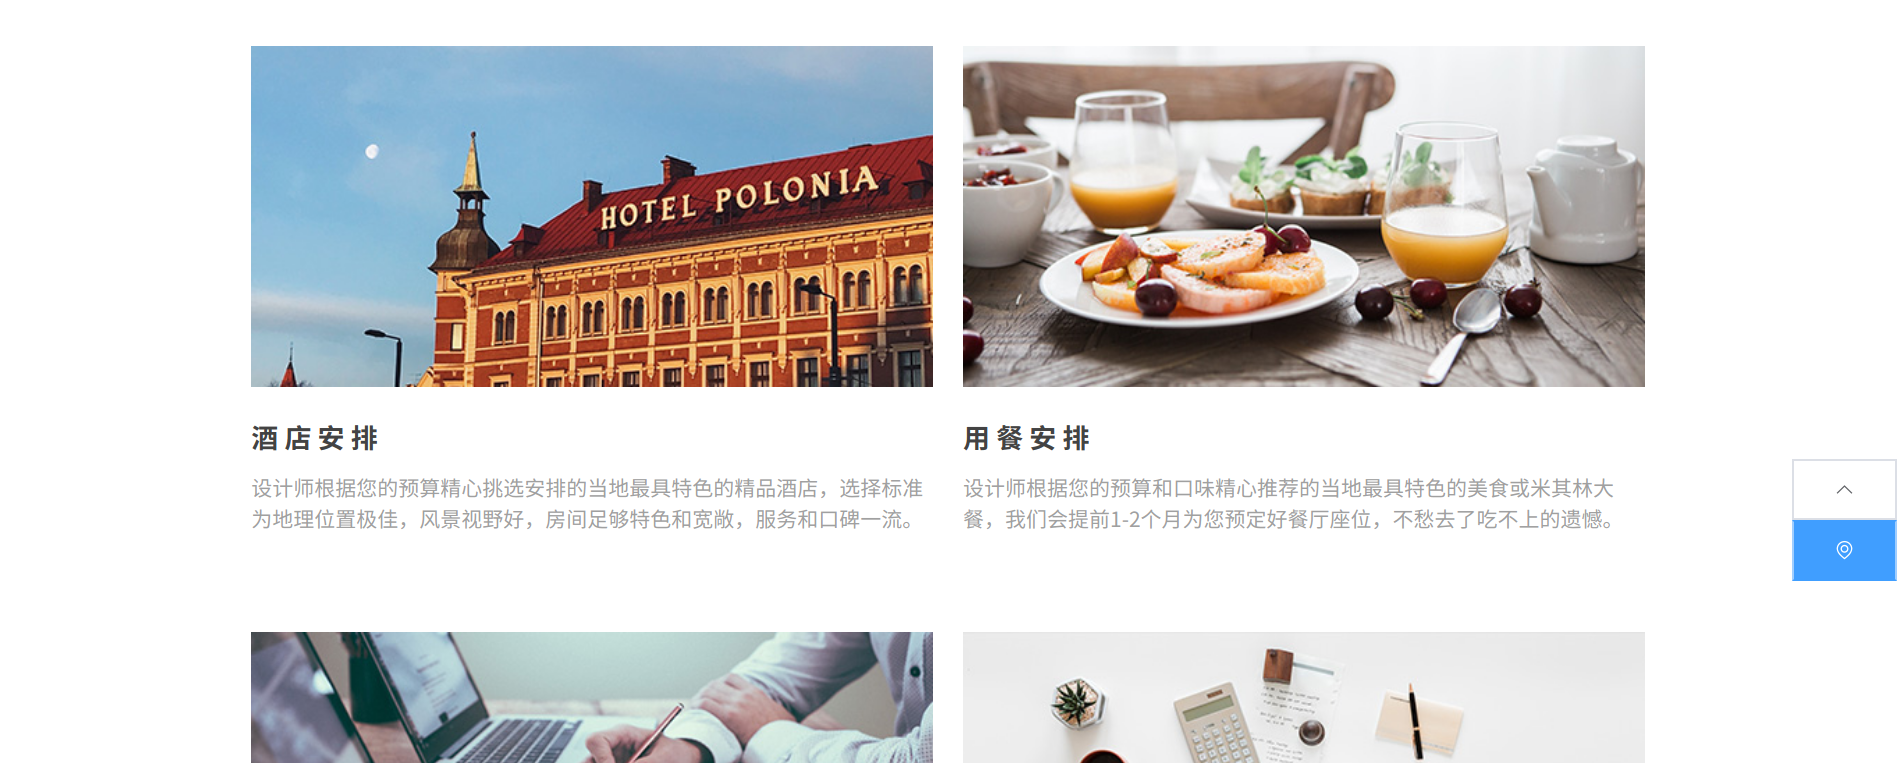 HOTEL POLONIA
酒店安排
设计师根据您的预算精心挑选安排的当地最具特色的精品酒店，选择标准
为地理位置极佳，风景视野好，房间足够特色和宽敞，服务和口碑一流。
用餐安排
设计师根据您的预算和口味精心推荐的当地最具特色的美食或米其林大
餐，我们会提前1-2个月为您预定好餐厅座位，不愁去了吃不上的遗憾。